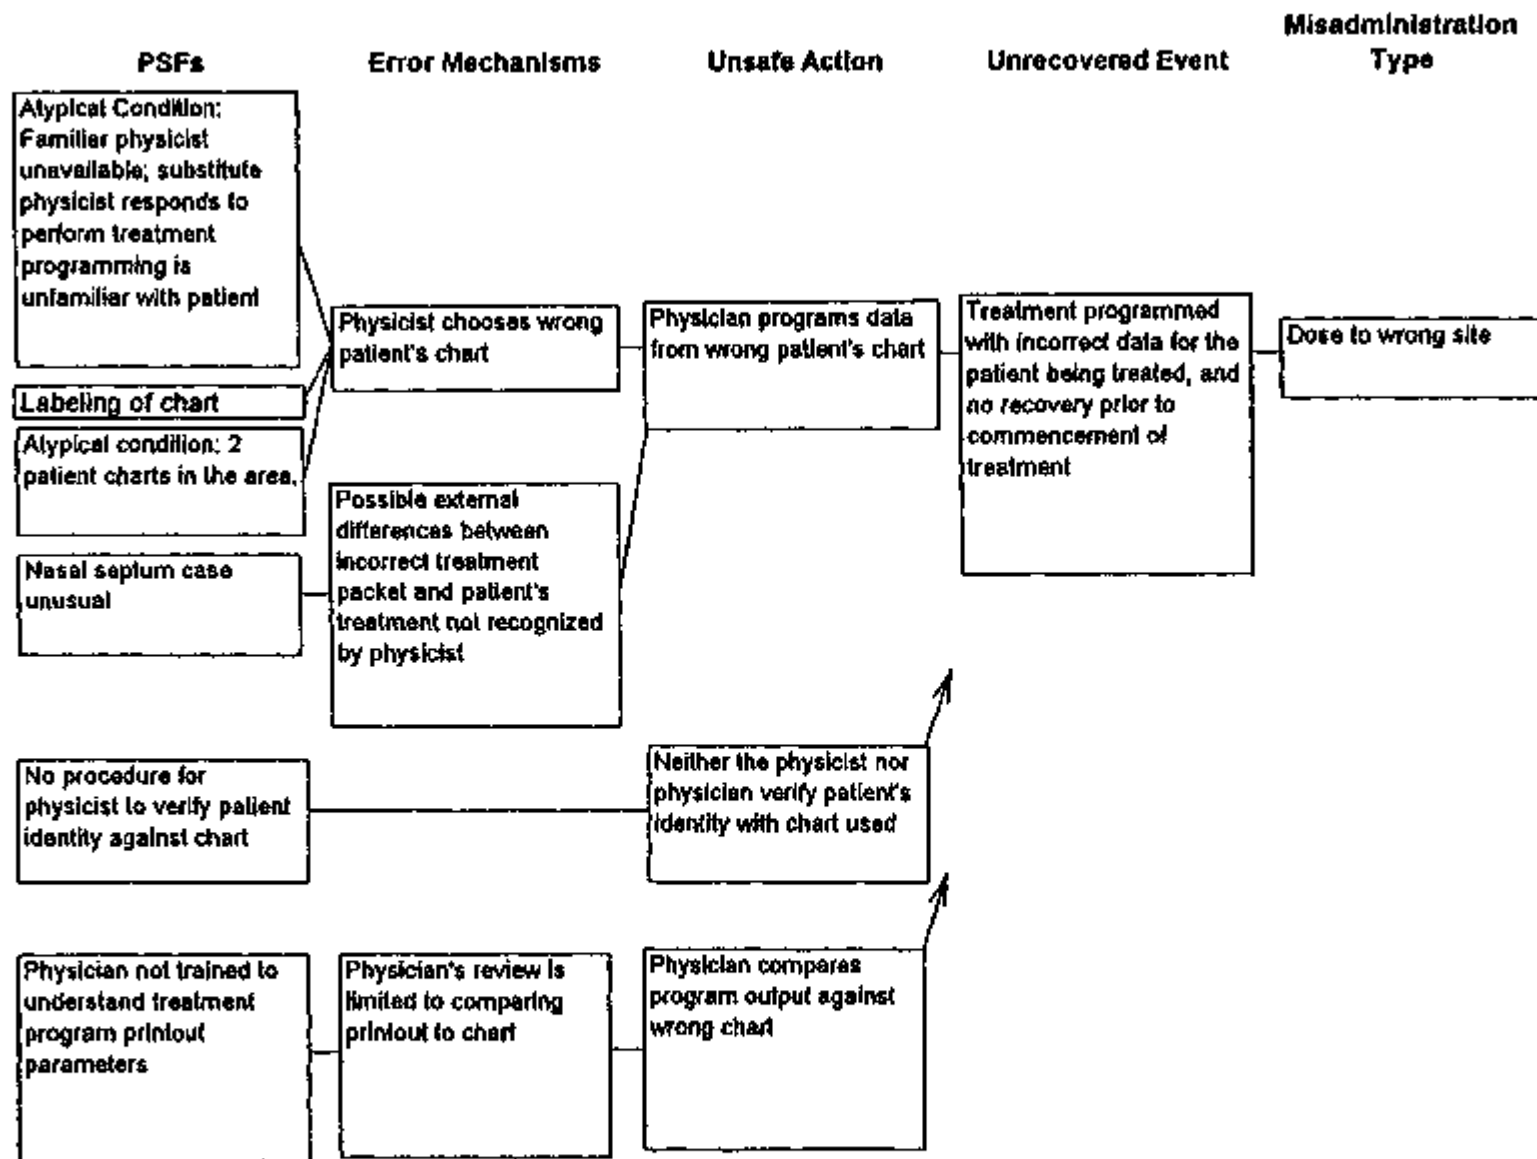 Misadministration
Type
PSFs
Error Mechanisms
Unsafe Action
Unrecovered Event
Atypical Condition;
Familier physicist
unavailable; substitute
physicist responds to
perform treatment
programming is
unfamiliar with patient
Labeling of chart
Atypical condition; 2
patient charts in the area.
Nasal septum case
unusual
No procedure for
physicist to verify patient
identity against chart
Physician not trained to
understand treatment
program printout
parameters
Physicist chooses wrong
patient's chart
Possible external
differences between
incorrect treatment
packet and patient's
treatment not recognized
by physicist
Physician's review is
limited to comparing
printout to chart
Physician programs data
from wrong patient's chart
Neither the physicist nor
physician verify patient's
identity with chart used
Physician compares
program output against
wrong chart
Treatment programmed
with incorrect data for the
patient being treated, and
no recovery prior to
commencement of
treatment
Dose to wrong site